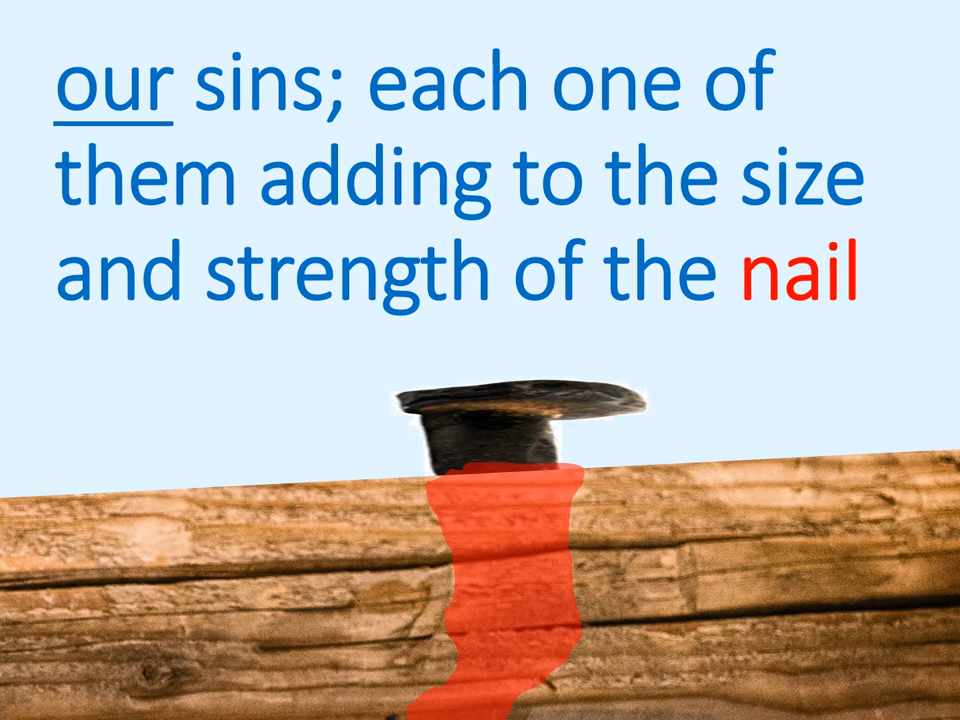 our sins; each one of
them adding to the size
and strength of the nail